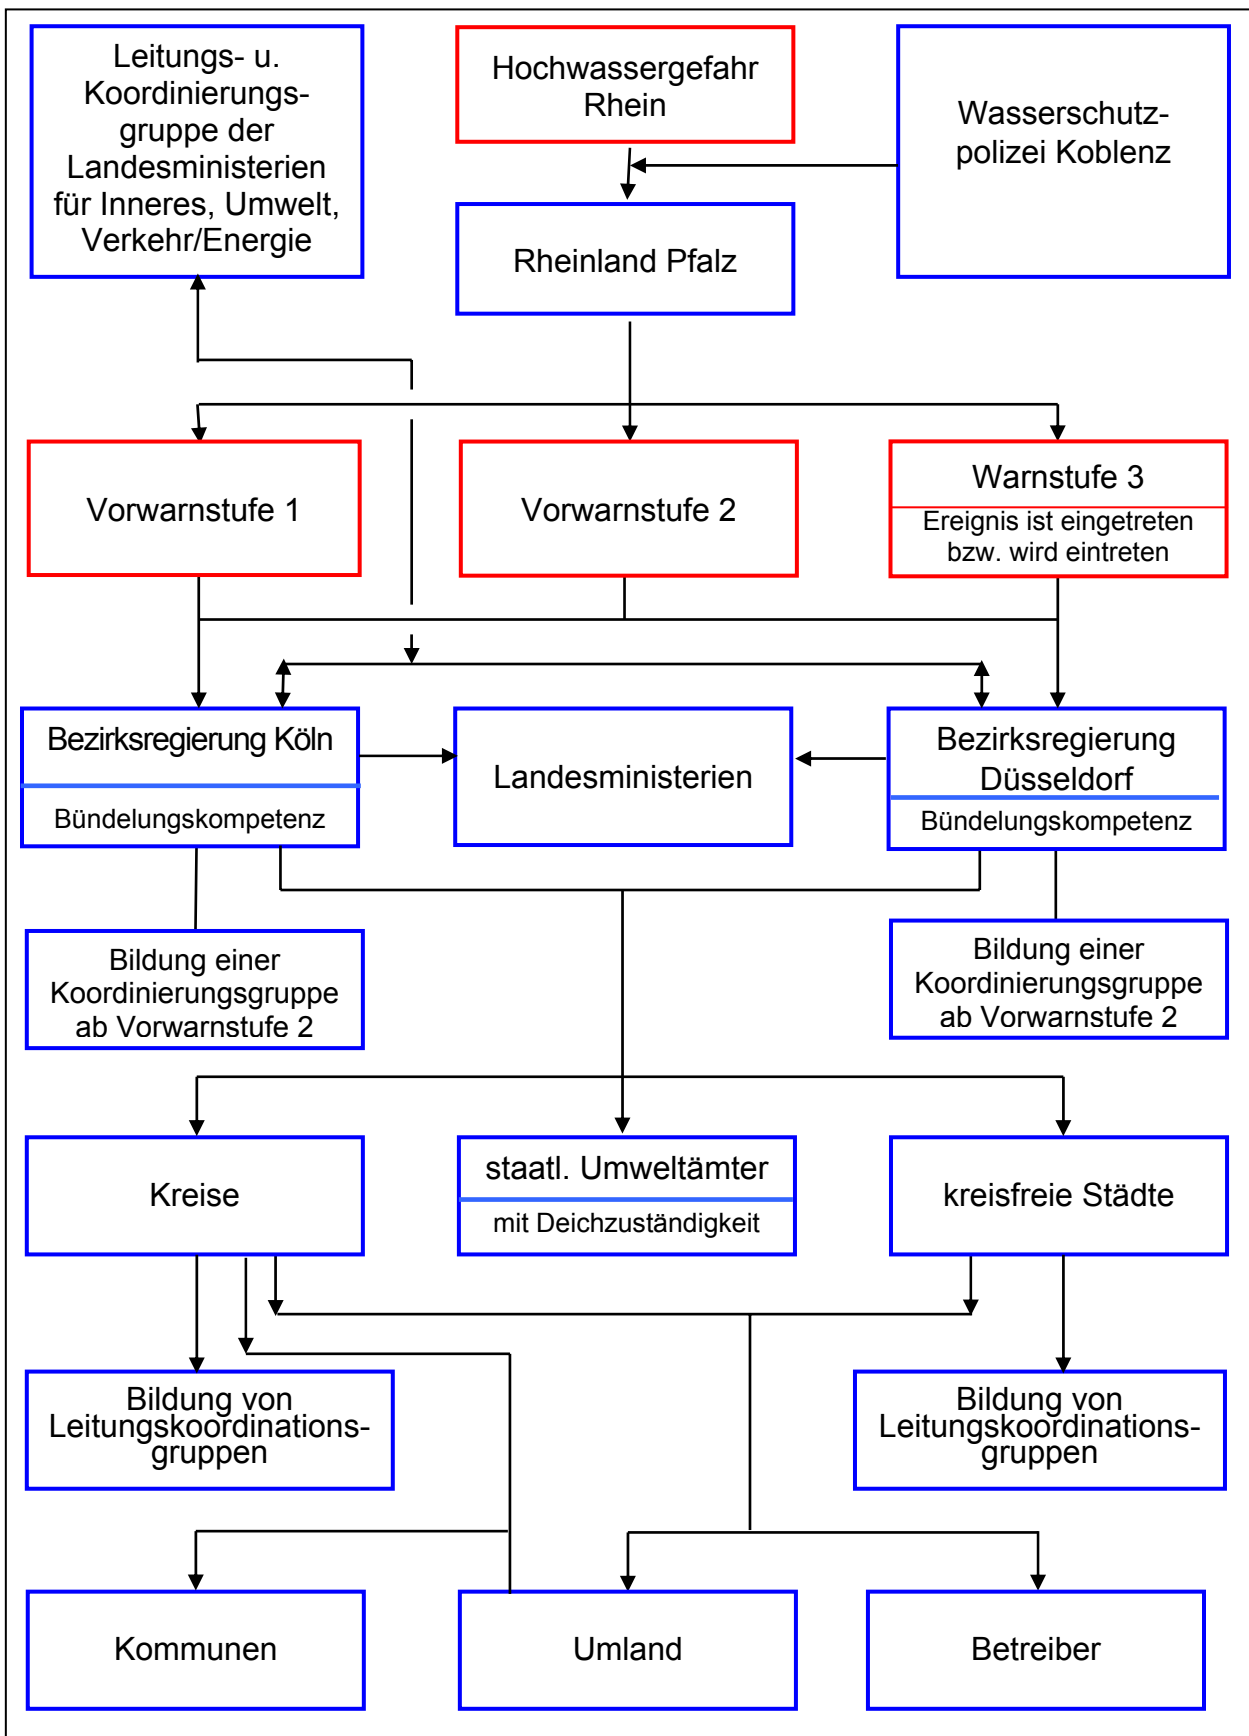 Leitungs- u.
Koordinierungs-
gruppe der
Landesministerien
für Inneres, Umwelt,
Verkehr/Energie
Hochwassergefahr
Rhein
Wasserschutz-
polizei Koblenz
Rheinland Pfalz
Vorwarnstufe 1
Vorwarnstufe 2
Warnstufe 3
Ereignis ist eingetreten
bzw. wird eintreten
Bezirksregierung Köln
Bündelungskompetenz
Landesministerien
Bezirksregierung
Düsseldorf
Bündelungskompetenz
Bildung einer
Koordinierungsgruppe
ab Vorwarnstufe 2
Bildung einer
Koordinierungsgruppe
ab Vorwarnstufe 2
Kreise
staatl. Umweltämter
mit Deichzuständigkeit
kreisfreie Städte
Bildung von
Leitungskoordinations-
gruppen
Bildung von
Leitungskoordinations-
gruppen
Kommunen
Umland
Betreiber